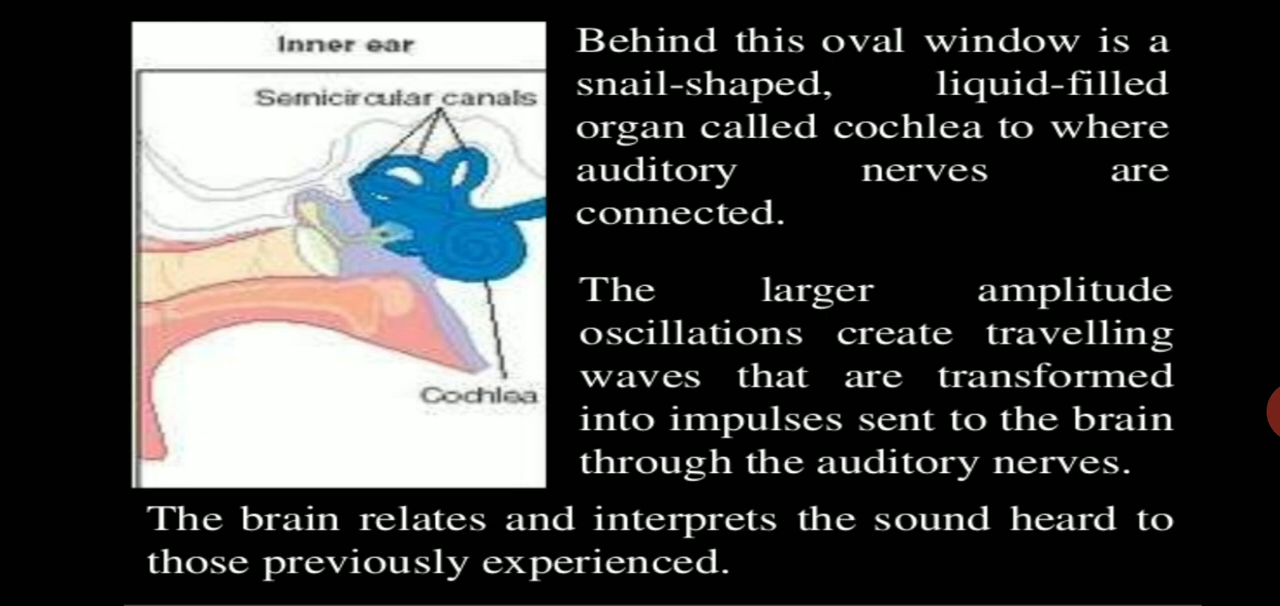 Inner ear
Semicircular canals
Cochlea
Behind this oval window is a
snail-shaped, liquid-filled
organ called cochlea to where
auditory nerves are
connected.
The larger amplitude
oscillations create travelling
waves that are transformed
into impulses sent to the brain
through the auditory nerves.
The brain relates and interprets the sound heard to
those previously experienced.